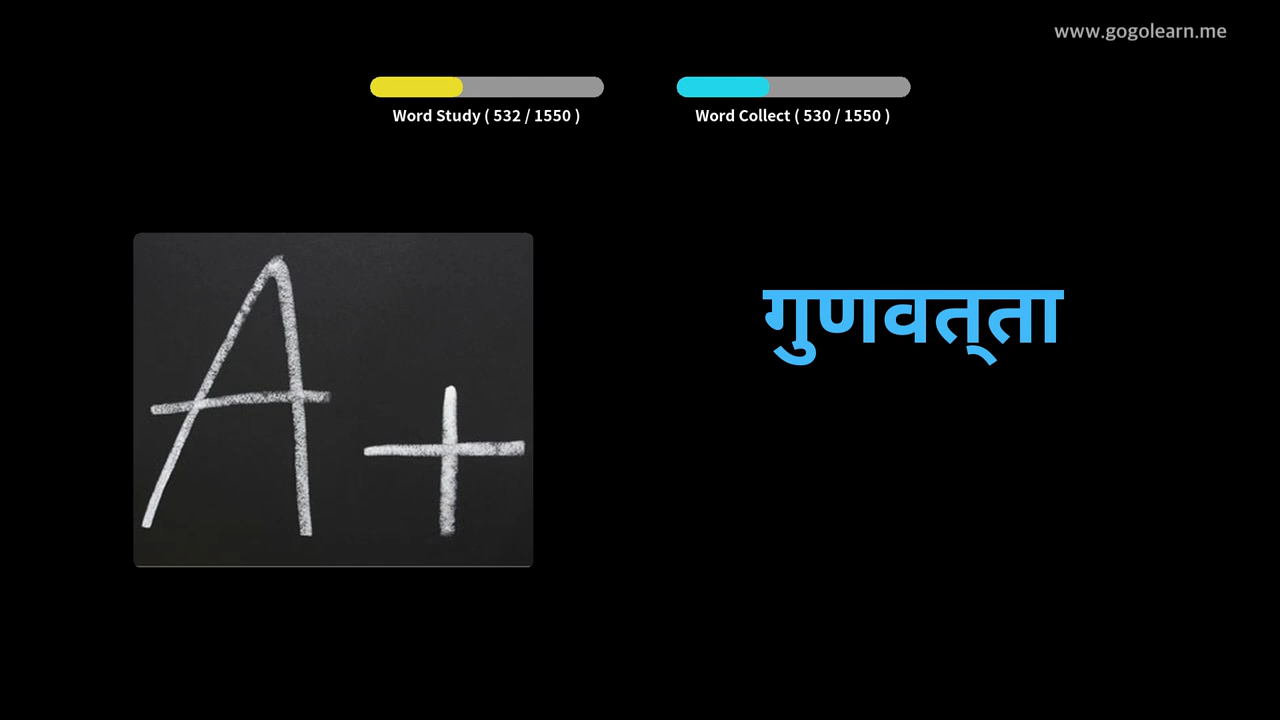 www.gogolearn.me
Word Study ( 532 / 1550 )
Word Collect ( 530 / 1550 )
A+
गुणवत्‌ता